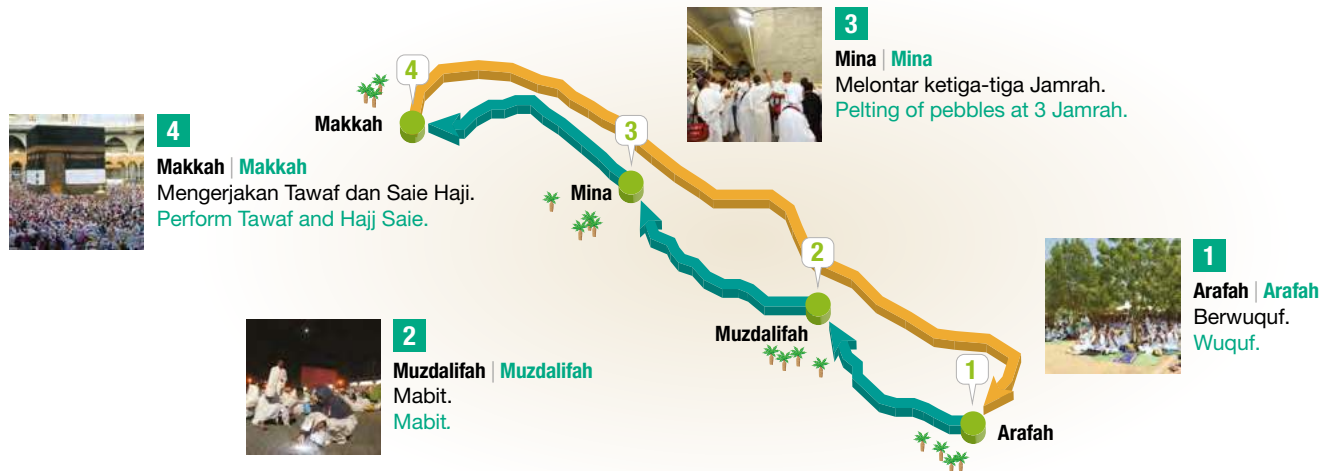 3
Mina | Mina
Melontar ketiga-tiga Jamrah.
Pelting of pebbles at 3 Jamrah.
4
Makkah
3
Mina
4
Makkah | Makkah
Mengerjakan Tawaf dan Saie Haji.
Perform Tawaf and Hajj Saie.
2
Muzdalifah
1
Arafah | Arafah
Berwuquf.
Wuquf.
2
Muzdalifah | Muzdalifah
Mabit.
Mabit.
1
Arafah